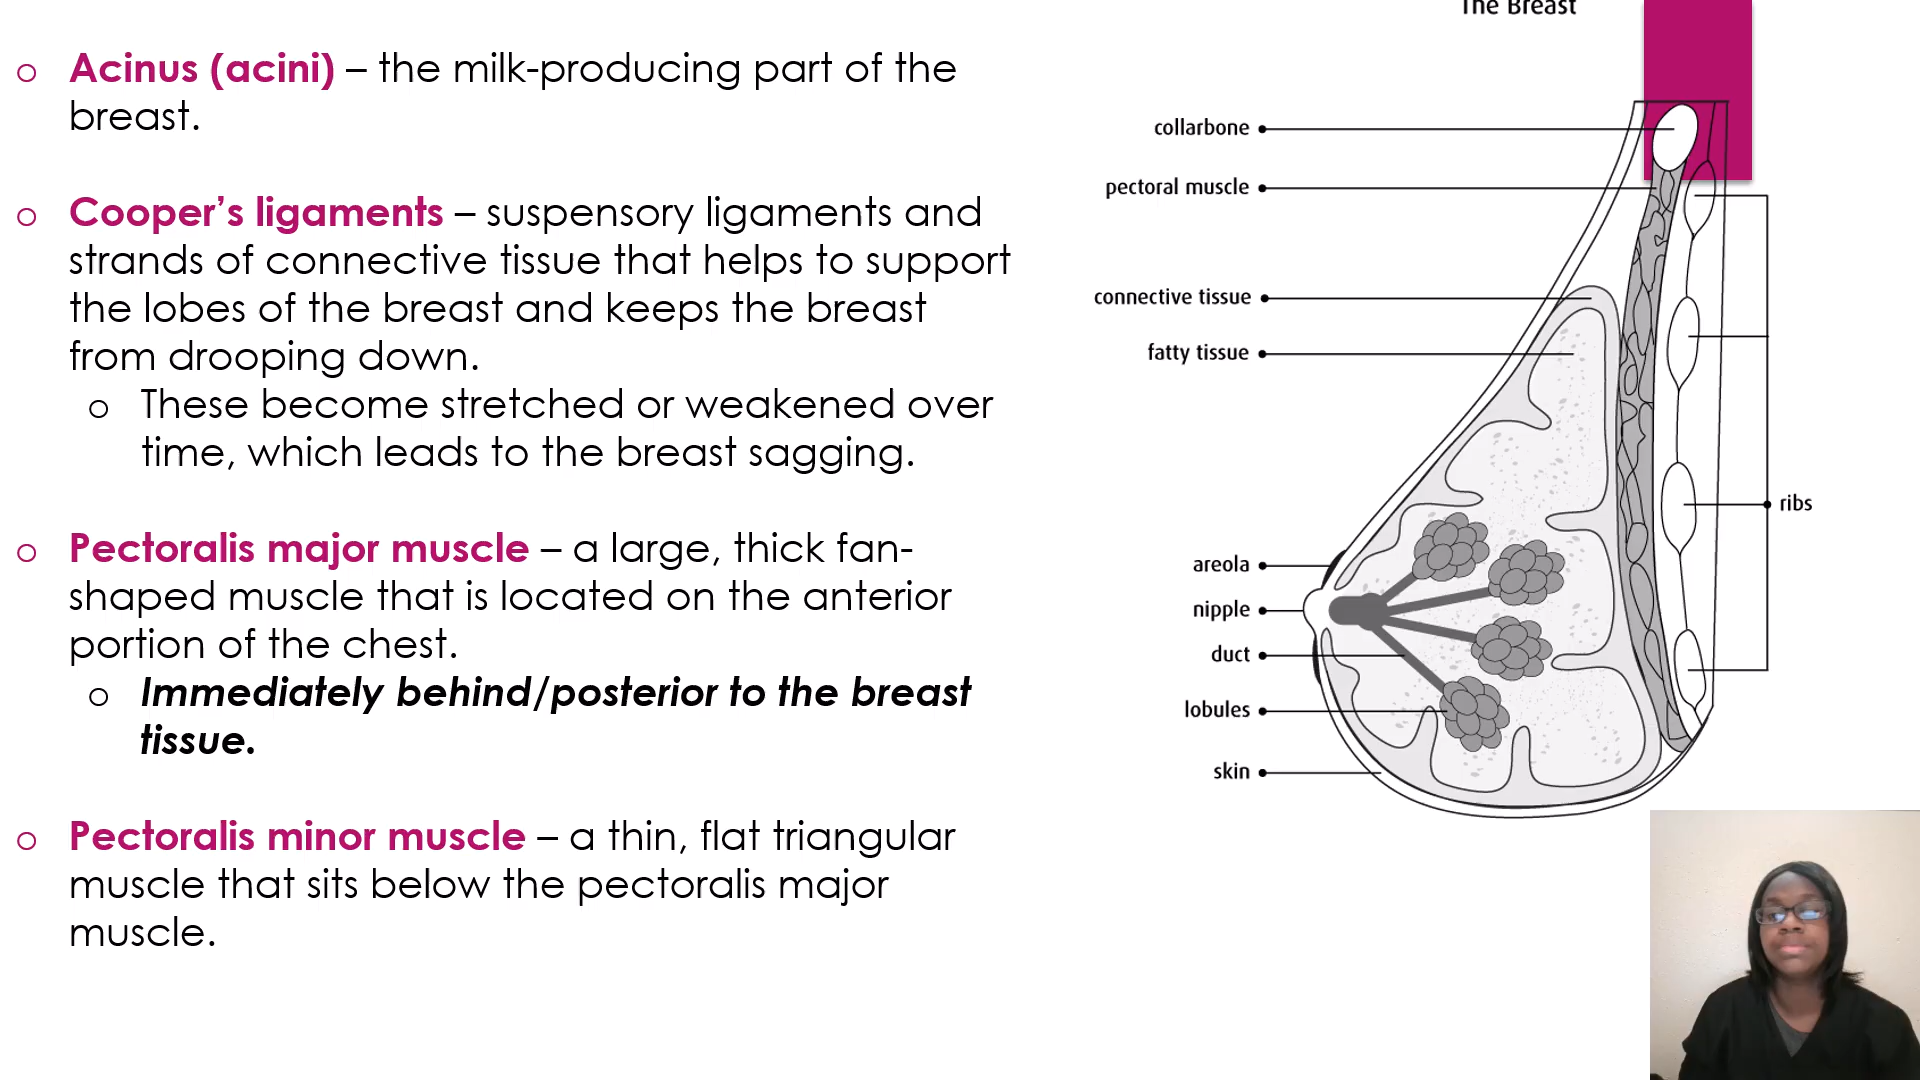 o Acinus (acini) – the milk-producing part of the
breast.
o Cooper’s ligaments – suspensory ligaments and
strands of connective tissue that helps to support
the lobes of the breast and keeps the breast
from drooping down.
o These become stretched or weakened over
time, which leads to the breast sagging.
o Pectoralis major muscle – a large, thick fan-
shaped muscle that is located on the anterior
portion of the chest.
o Immediately behind/posterior to the breast
tissue.
o Pectoralis minor muscle – a thin, flat triangular
muscle that sits below the pectoralis major
muscle.
The Breast
collarbone
pectoral muscle
connective tissue
fatty tissue
ribs
areola
nipple
duct
lobules
skin